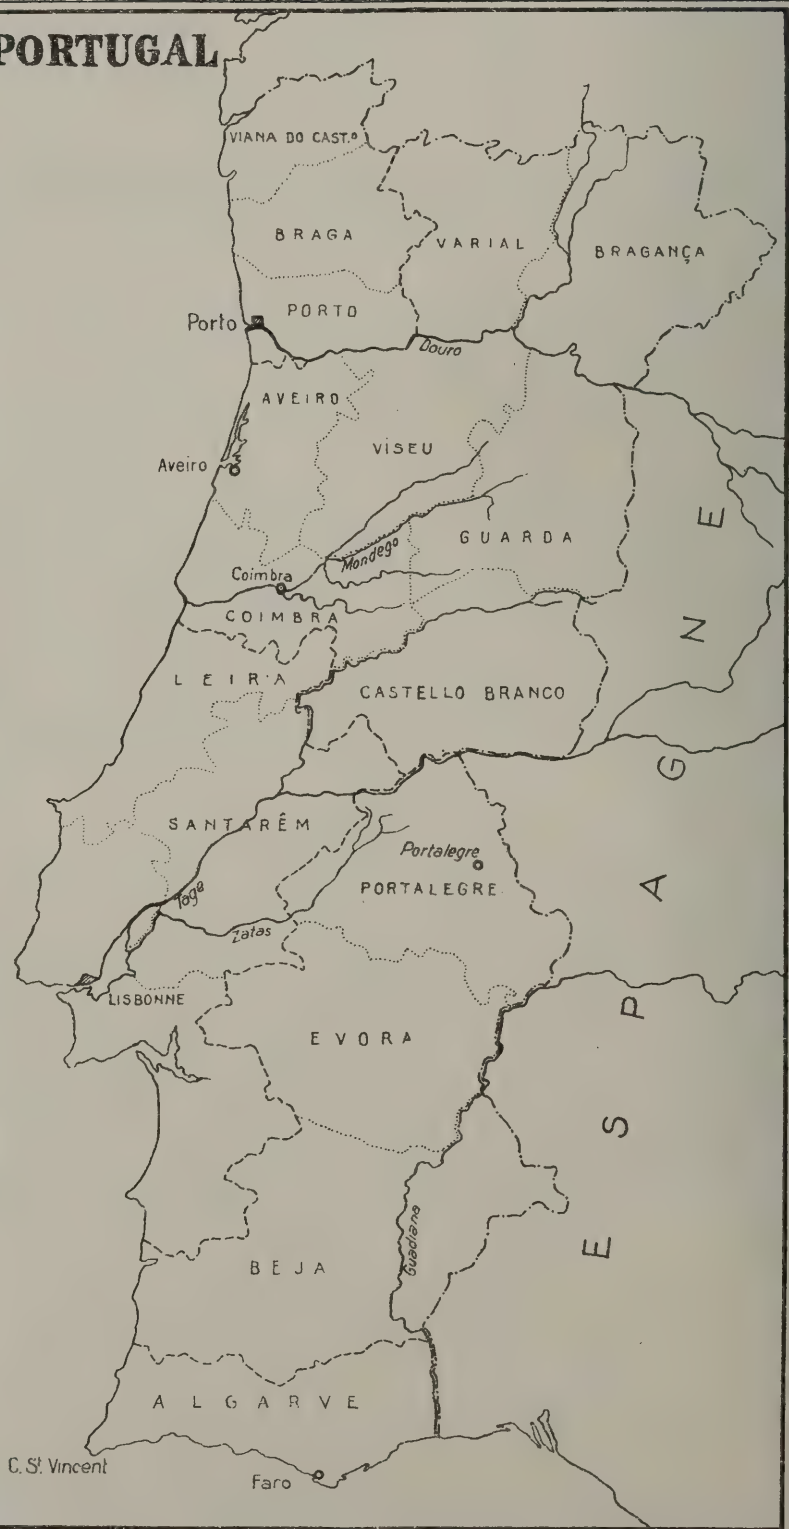 PORTUGAL
VIANA DO CAST.º
BRAGA
VARIAL
BRAGANÇA
PORTO
Porto
Douro
AVEIRO
VISEU
Aveiro
GUARDA
Mondego
Coimbra
COIMBRA
LEIRA
CASTELLO BRANCO
SANTARÊM
Portalegre
PORTALEGRE
Tage
Zatas
LISBONNE
EVORA
ESPAGNE
Guadiana
BEJA
ALGARVE
C. St. Vincent
Faro